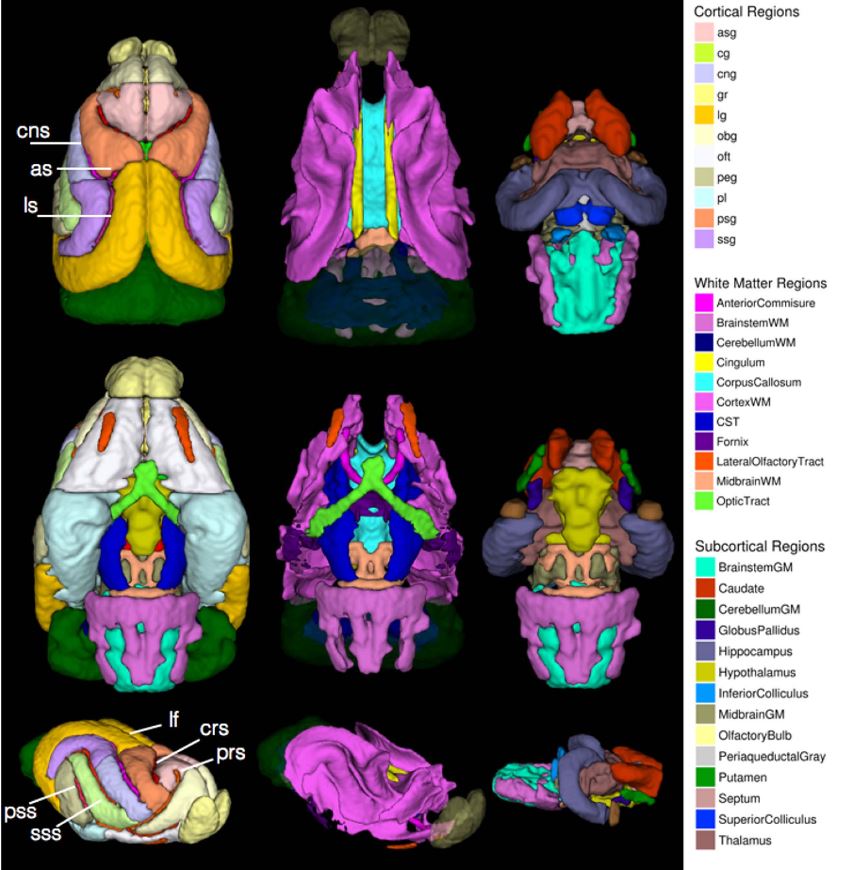 cns
as
ls
lf
crs
prs
pss
sss
Cortical Regions
asg
cg
cng
gr
lg
obg
oft
peg
pl
psg
ssg
White Matter Regions
AnteriorCommisure
BrainstemWM
CerebellumWM
Cingulum
CorpusCallosum
CortexWM
CST
Fornix
LateralOlfactoryTract
MidbrainWM
OpticTract
Subcortical Regions
BrainstemGM
Caudate
CerebellumGM
GlobusPallidus
Hippocampus
Hypothalamus
InferiorColliculus
MidbrainGM
OlfactoryBulb
PeriaqueductalGray
Putamen
Septum
SuperiorColliculus
Thalamus